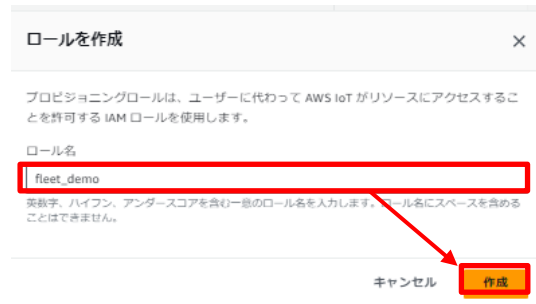 ロールを作成
プロビジョニングロールは、ユーザーに代わって AWS IoT がリソースにアクセスするこ
とを許可する IAM ロールを使用します。
ロール名
fleet_demo
英数字、ハイフン、アンダースコアを含む一意のロール名を入力します。ロール名にスペースを含める
ことはできません。
キャンセル
作成